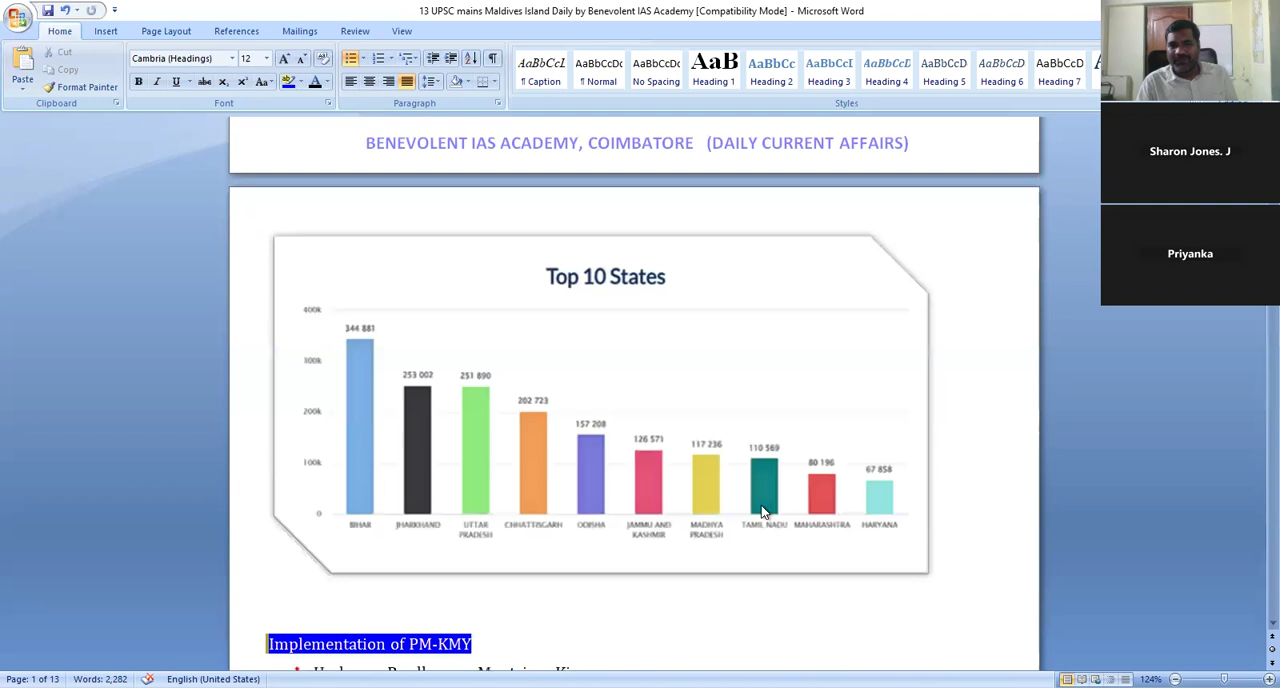 13 UPSC mains Maldives Island Daily by Benevolent IAS Academy [Compatibility Mode] - Microsoft Word
Home Insert Page Layout References Mailings Review View
Paste
Cut
Copy
Format Painter
Clipboard
Cambria (Headings) 12
Font
Paragraph
AaBbCcL AaBbCcDc AaBbCcDc AaB AaBbCc AaBbCcI AaBbCcD AaBbCcD AaBbCcD AaBbCcD
¶ Caption ¶ Normal No Spacing Heading 1 Heading 2 Heading 3 Heading 4 Heading 5 Heading 6 Heading 7
Styles
Sharon Jones. J
Priyanka
BENEVOLENT IAS ACADEMY, COIMBATORE (DAILY CURRENT AFFAIRS)
Top 10 States
400k
300k
200k
100k
0
344 881
253 002
251 890
202 723
157 208
126 571
117 236
110 569
80 196
67 858
BIHAR
JHARKHAND
UTTAR
PRADESH
CHHATTISGARH
ODISHA
JAMMU AND
KASHMIR
MADHYA
PRADESH
TAMIL NADU
MAHARASHTRA
HARYANA
Implementation of PM-KMY
Page: 1 of 13 Words: 2,282 English (United States) 124%